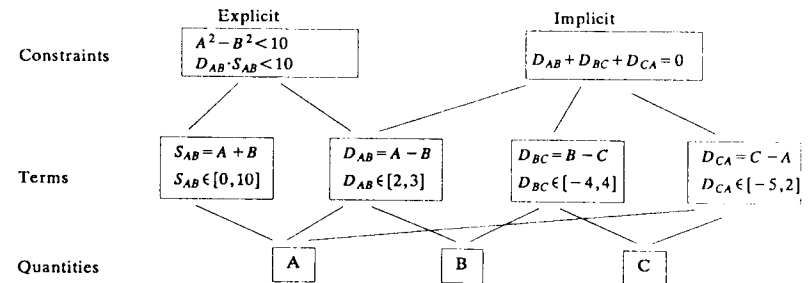 Explicit
Implicit
Constraints
A² − B² < 10
D_AB · S_AB < 10
D_AB + D_BC + D_CA = 0
Terms
S_AB = A + B
S_AB ∈ [0, 10]
D_AB = A − B
D_AB ∈ [2, 3]
D_BC = B − C
D_BC ∈ [−4, 4]
D_CA = C − A
D_CA ∈ [−5, 2]
Quantities
A
B
C